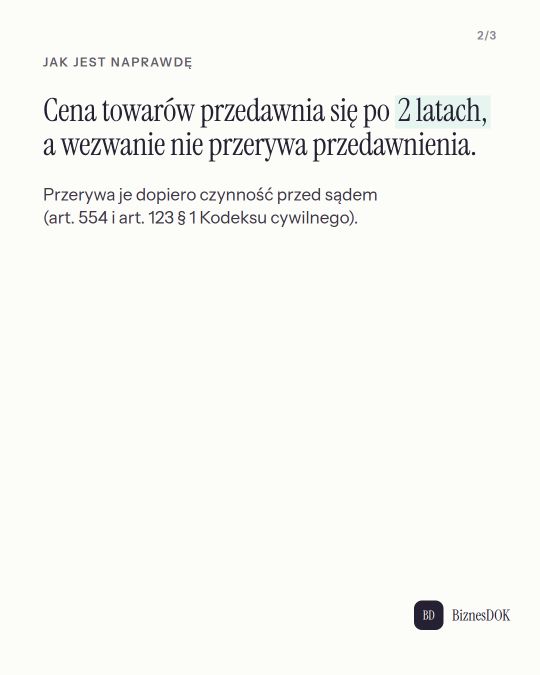 2/3
JAK JEST NAPRAWDĘ
Cena towarów przedawnia się po 2 latach,
a wezwanie nie przerywa przedawnienia.
Przerywa je dopiero czynność przed sądem
(art. 554 i art. 123 § 1 Kodeksu cywilnego).
BD BiznesDOK